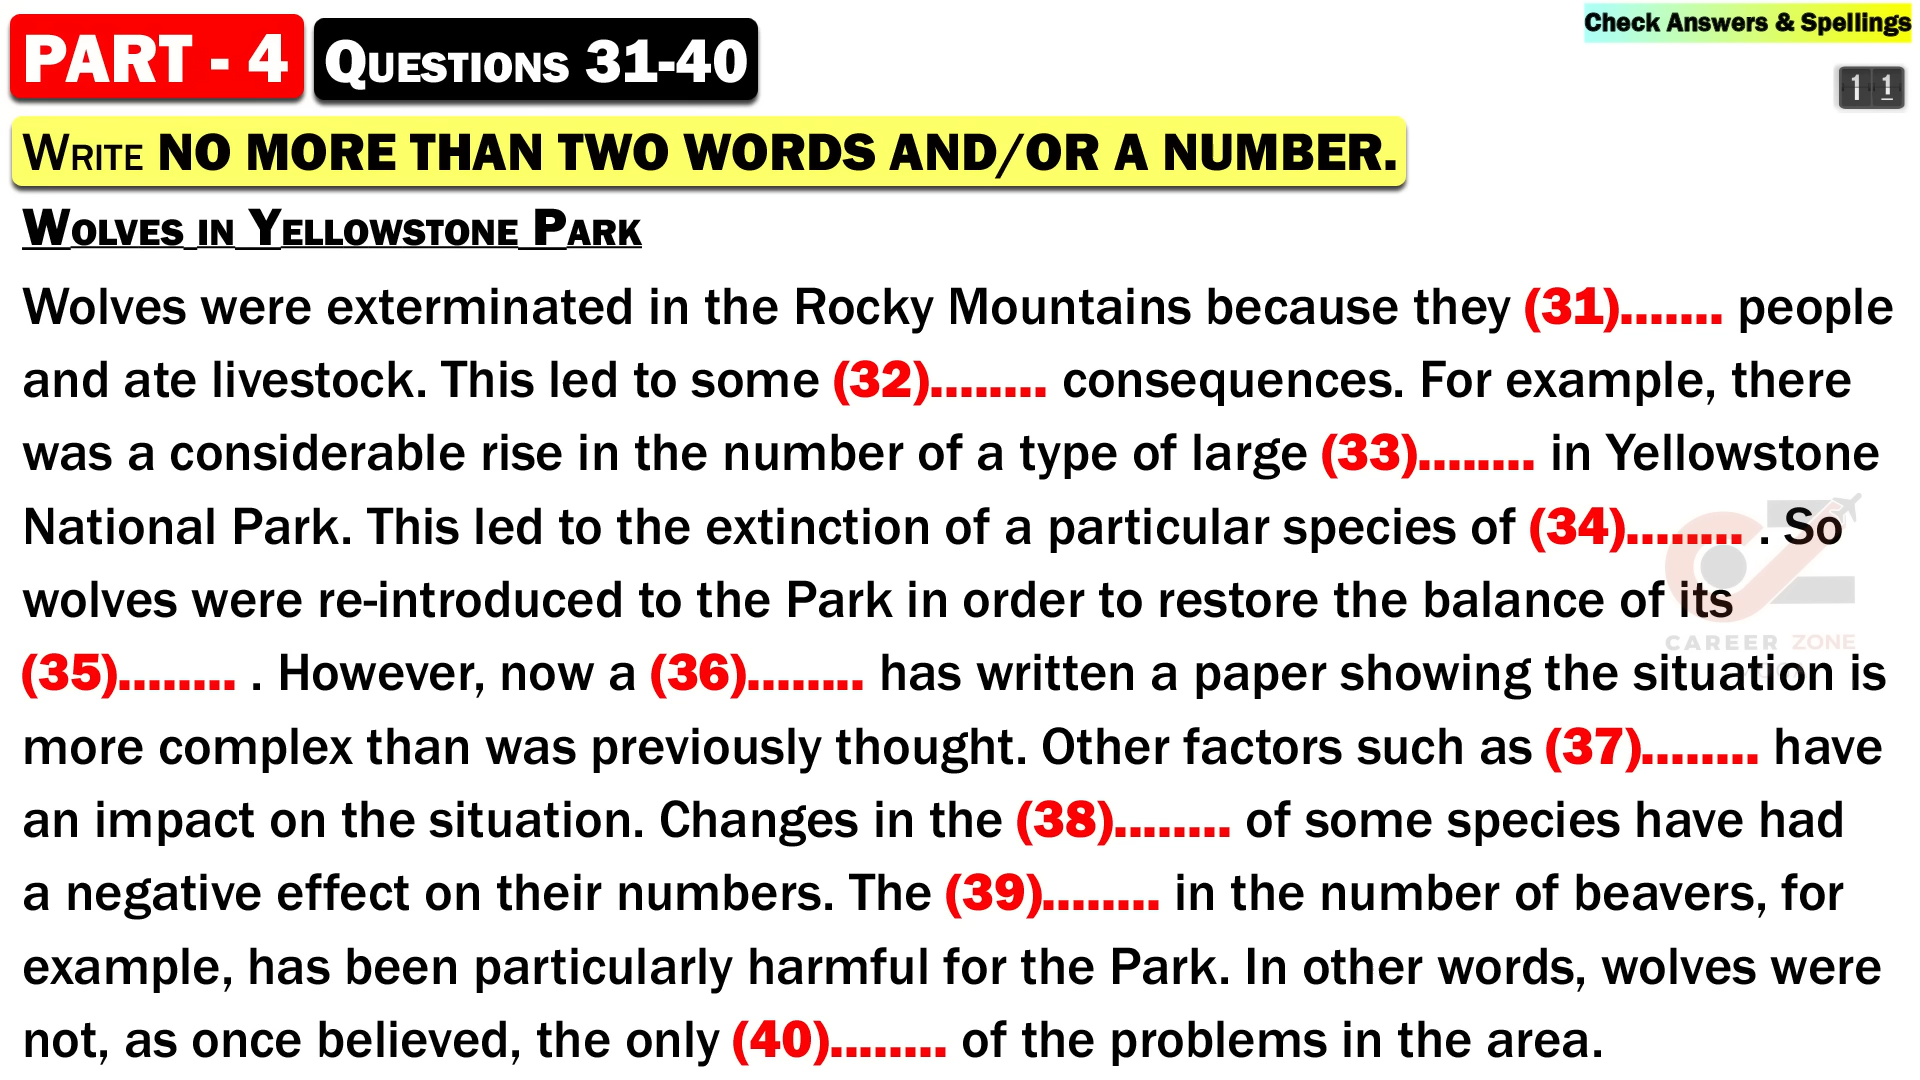 Check Answers & Spellings
PART - 4 QUESTIONS 31-40
11
WRITE NO MORE THAN TWO WORDS AND/OR A NUMBER.
WOLVES IN YELLOWSTONE PARK
Wolves were exterminated in the Rocky Mountains because they (31)....... people
and ate livestock. This led to some (32)........ consequences. For example, there
was a considerable rise in the number of a type of large (33)........ in Yellowstone
National Park. This led to the extinction of a particular species of (34)........ . So
wolves were re-introduced to the Park in order to restore the balance of its
CAREER ZONE
(35)........ . However, now a (36)........ has written a paper showing the situation is
more complex than was previously thought. Other factors such as (37)........ have
an impact on the situation. Changes in the (38)........ of some species have had
a negative effect on their numbers. The (39)........ in the number of beavers, for
example, has been particularly harmful for the Park. In other words, wolves were
not, as once believed, the only (40)........ of the problems in the area.